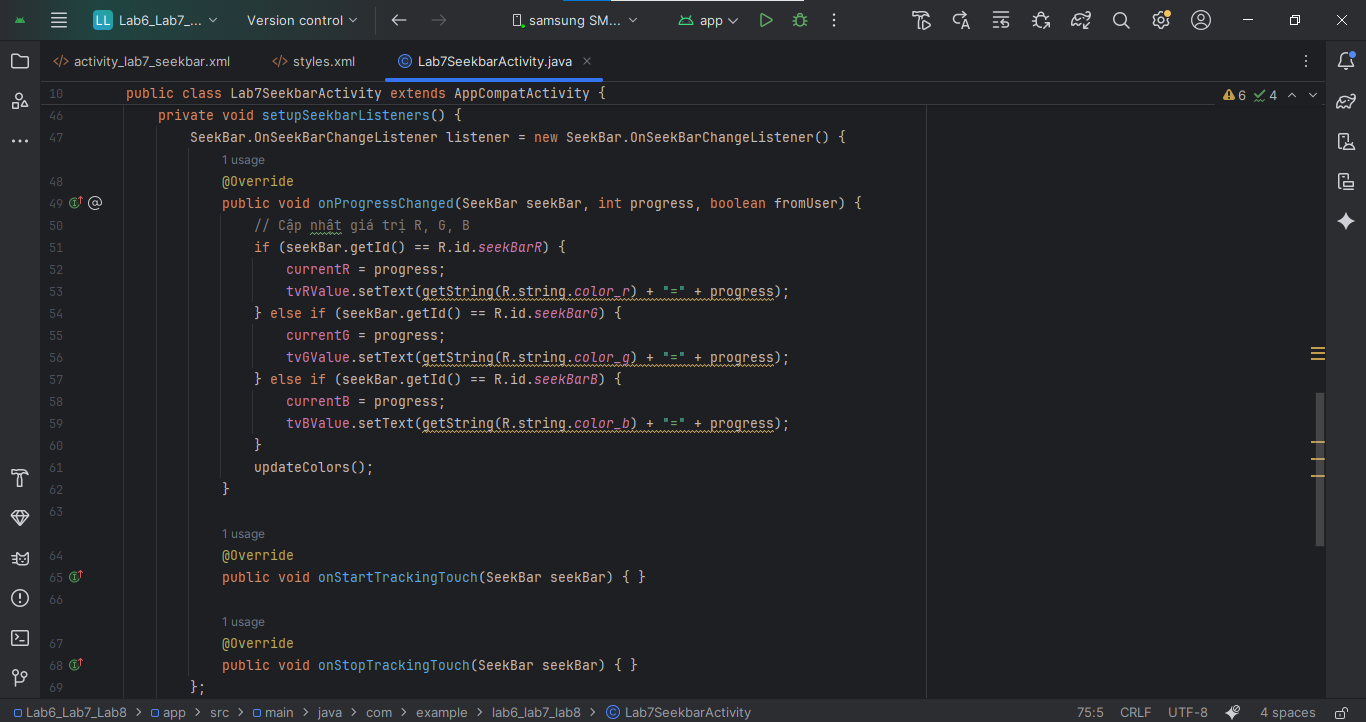 LL Lab6_Lab7_... Version control samsung SM... app
activity_lab7_seekbar.xml styles.xml Lab7SeekbarActivity.java
10 public class Lab7SeekbarActivity extends AppCompatActivity { 6 4
46 private void setupSeekbarListeners() {
47 SeekBar.OnSeekBarChangeListener listener = new SeekBar.OnSeekBarChangeListener() {
1 usage
48 @Override
49 public void onProgressChanged(SeekBar seekBar, int progress, boolean fromUser) {
50 // Cập nhật giá trị R, G, B
51 if (seekBar.getId() == R.id.seekBarR) {
52 currentR = progress;
53 tvRValue.setText(getString(R.string.color_r) + "=" + progress);
54 } else if (seekBar.getId() == R.id.seekBarG) {
55 currentG = progress;
56 tvGValue.setText(getString(R.string.color_g) + "=" + progress);
57 } else if (seekBar.getId() == R.id.seekBarB) {
58 currentB = progress;
59 tvBValue.setText(getString(R.string.color_b) + "=" + progress);
60 }
61 updateColors();
62 }
63
1 usage
64 @Override
65 public void onStartTrackingTouch(SeekBar seekBar) { }
66
1 usage
67 @Override
68 public void onStopTrackingTouch(SeekBar seekBar) { }
69 };
Lab6_Lab7_Lab8 > app > src > main > java > com > example > lab6_lab7_lab8 > Lab7SeekbarActivity 75:5 CRLF UTF-8 4 spaces